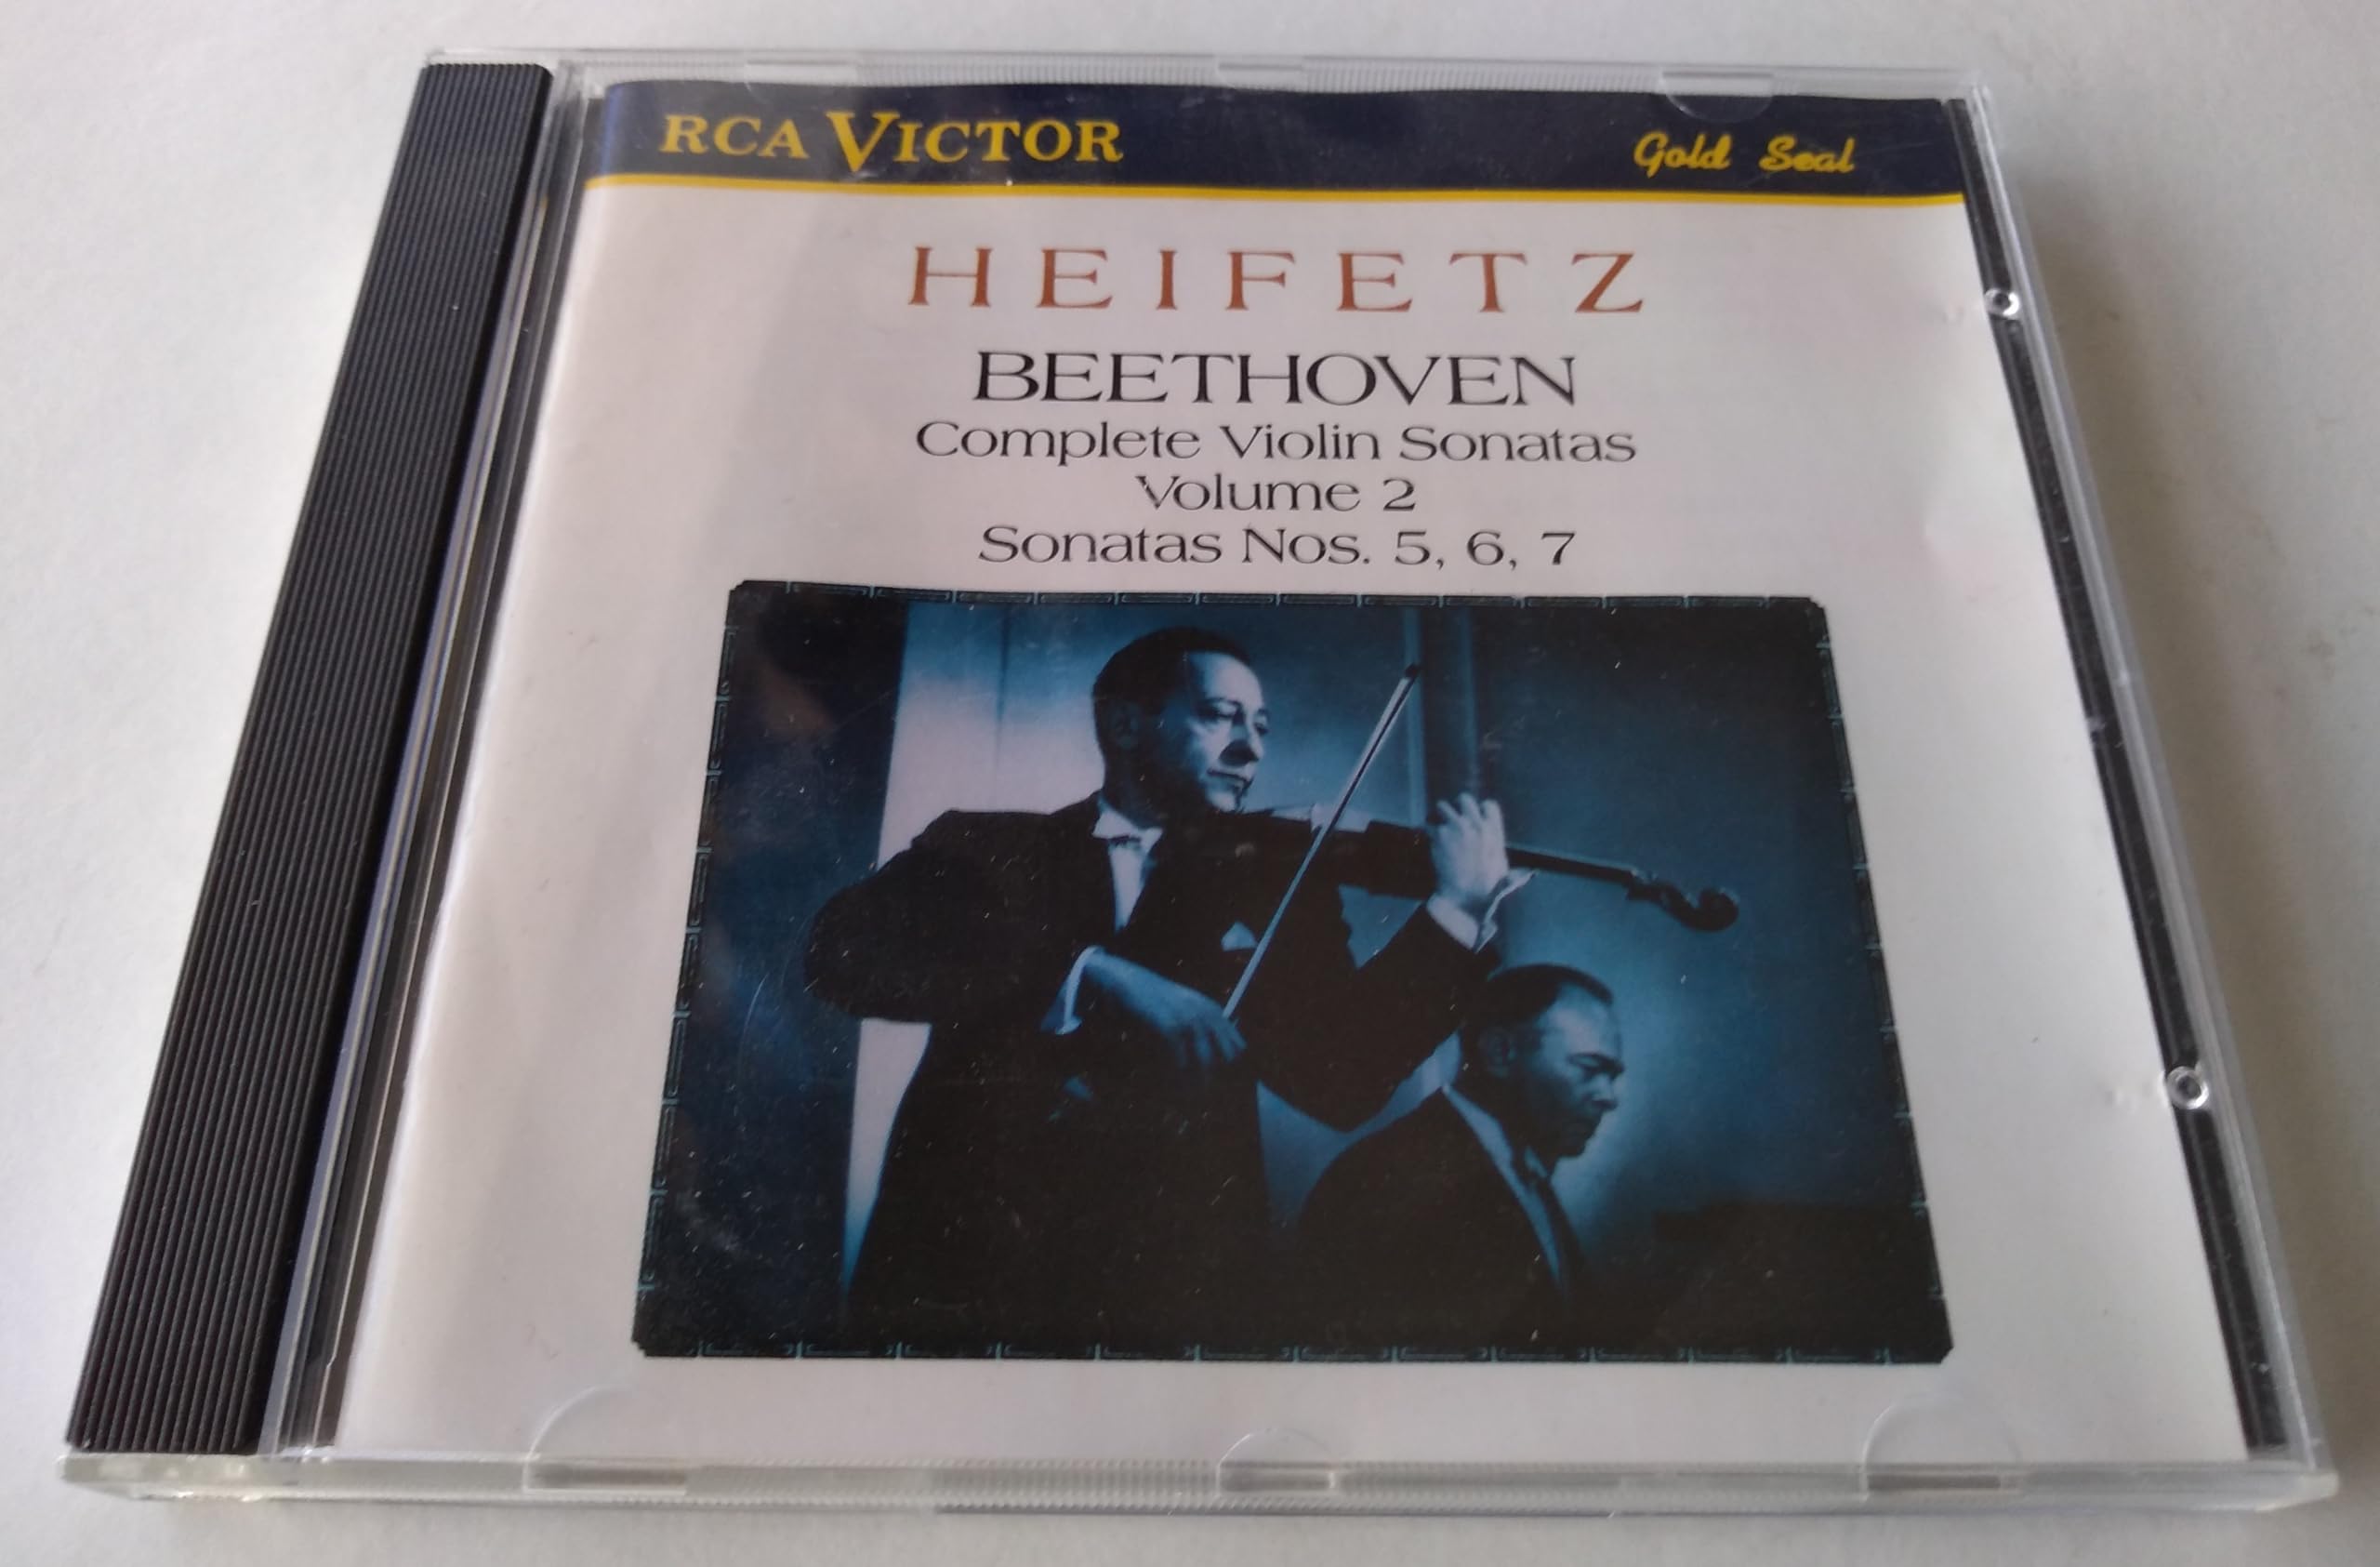 RCA VICTOR Gold Seal
HEIFETZ
BEETHOVEN
Complete Violin Sonatas
Volume 2
Sonatas Nos. 5, 6, 7